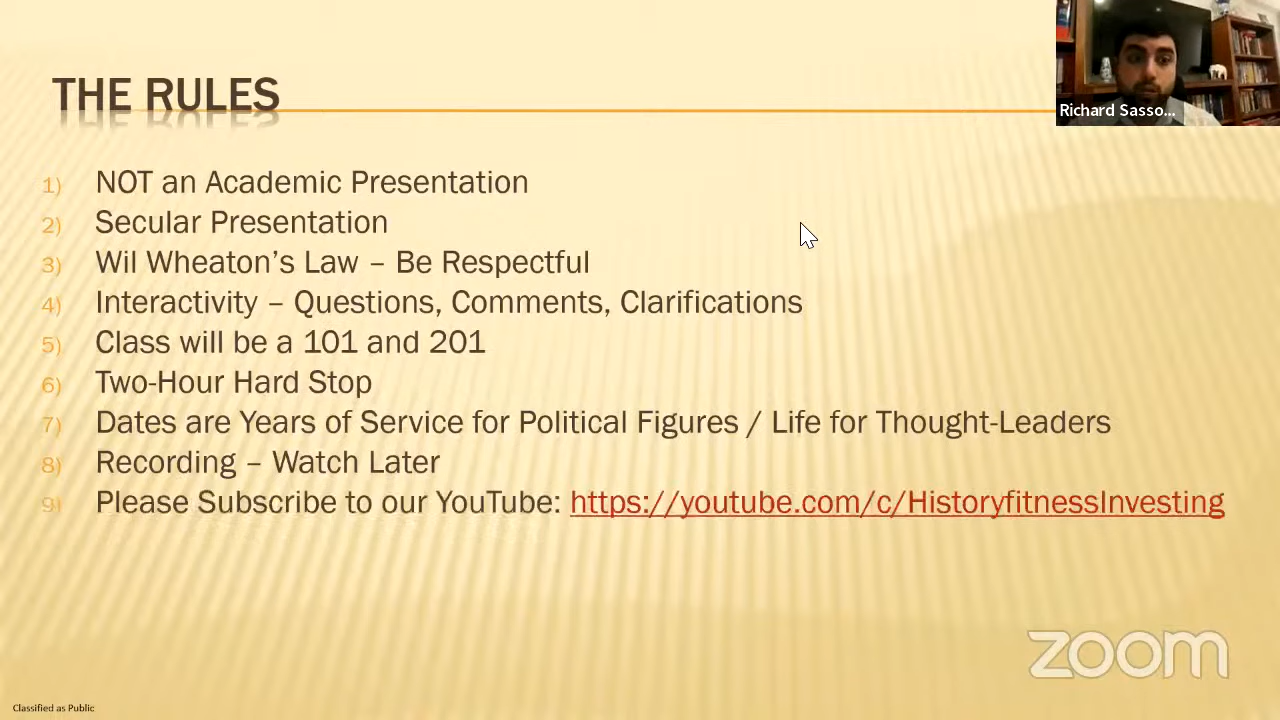 THE RULES
Richard Sasso...
1) NOT an Academic Presentation
2) Secular Presentation
3) Wil Wheaton's Law – Be Respectful
4) Interactivity – Questions, Comments, Clarifications
5) Class will be a 101 and 201
6) Two-Hour Hard Stop
7) Dates are Years of Service for Political Figures / Life for Thought-Leaders
8) Recording – Watch Later
9) Please Subscribe to our YouTube: https://youtube.com/c/HistoryfitnessInvesting
zoom
Classified as Public